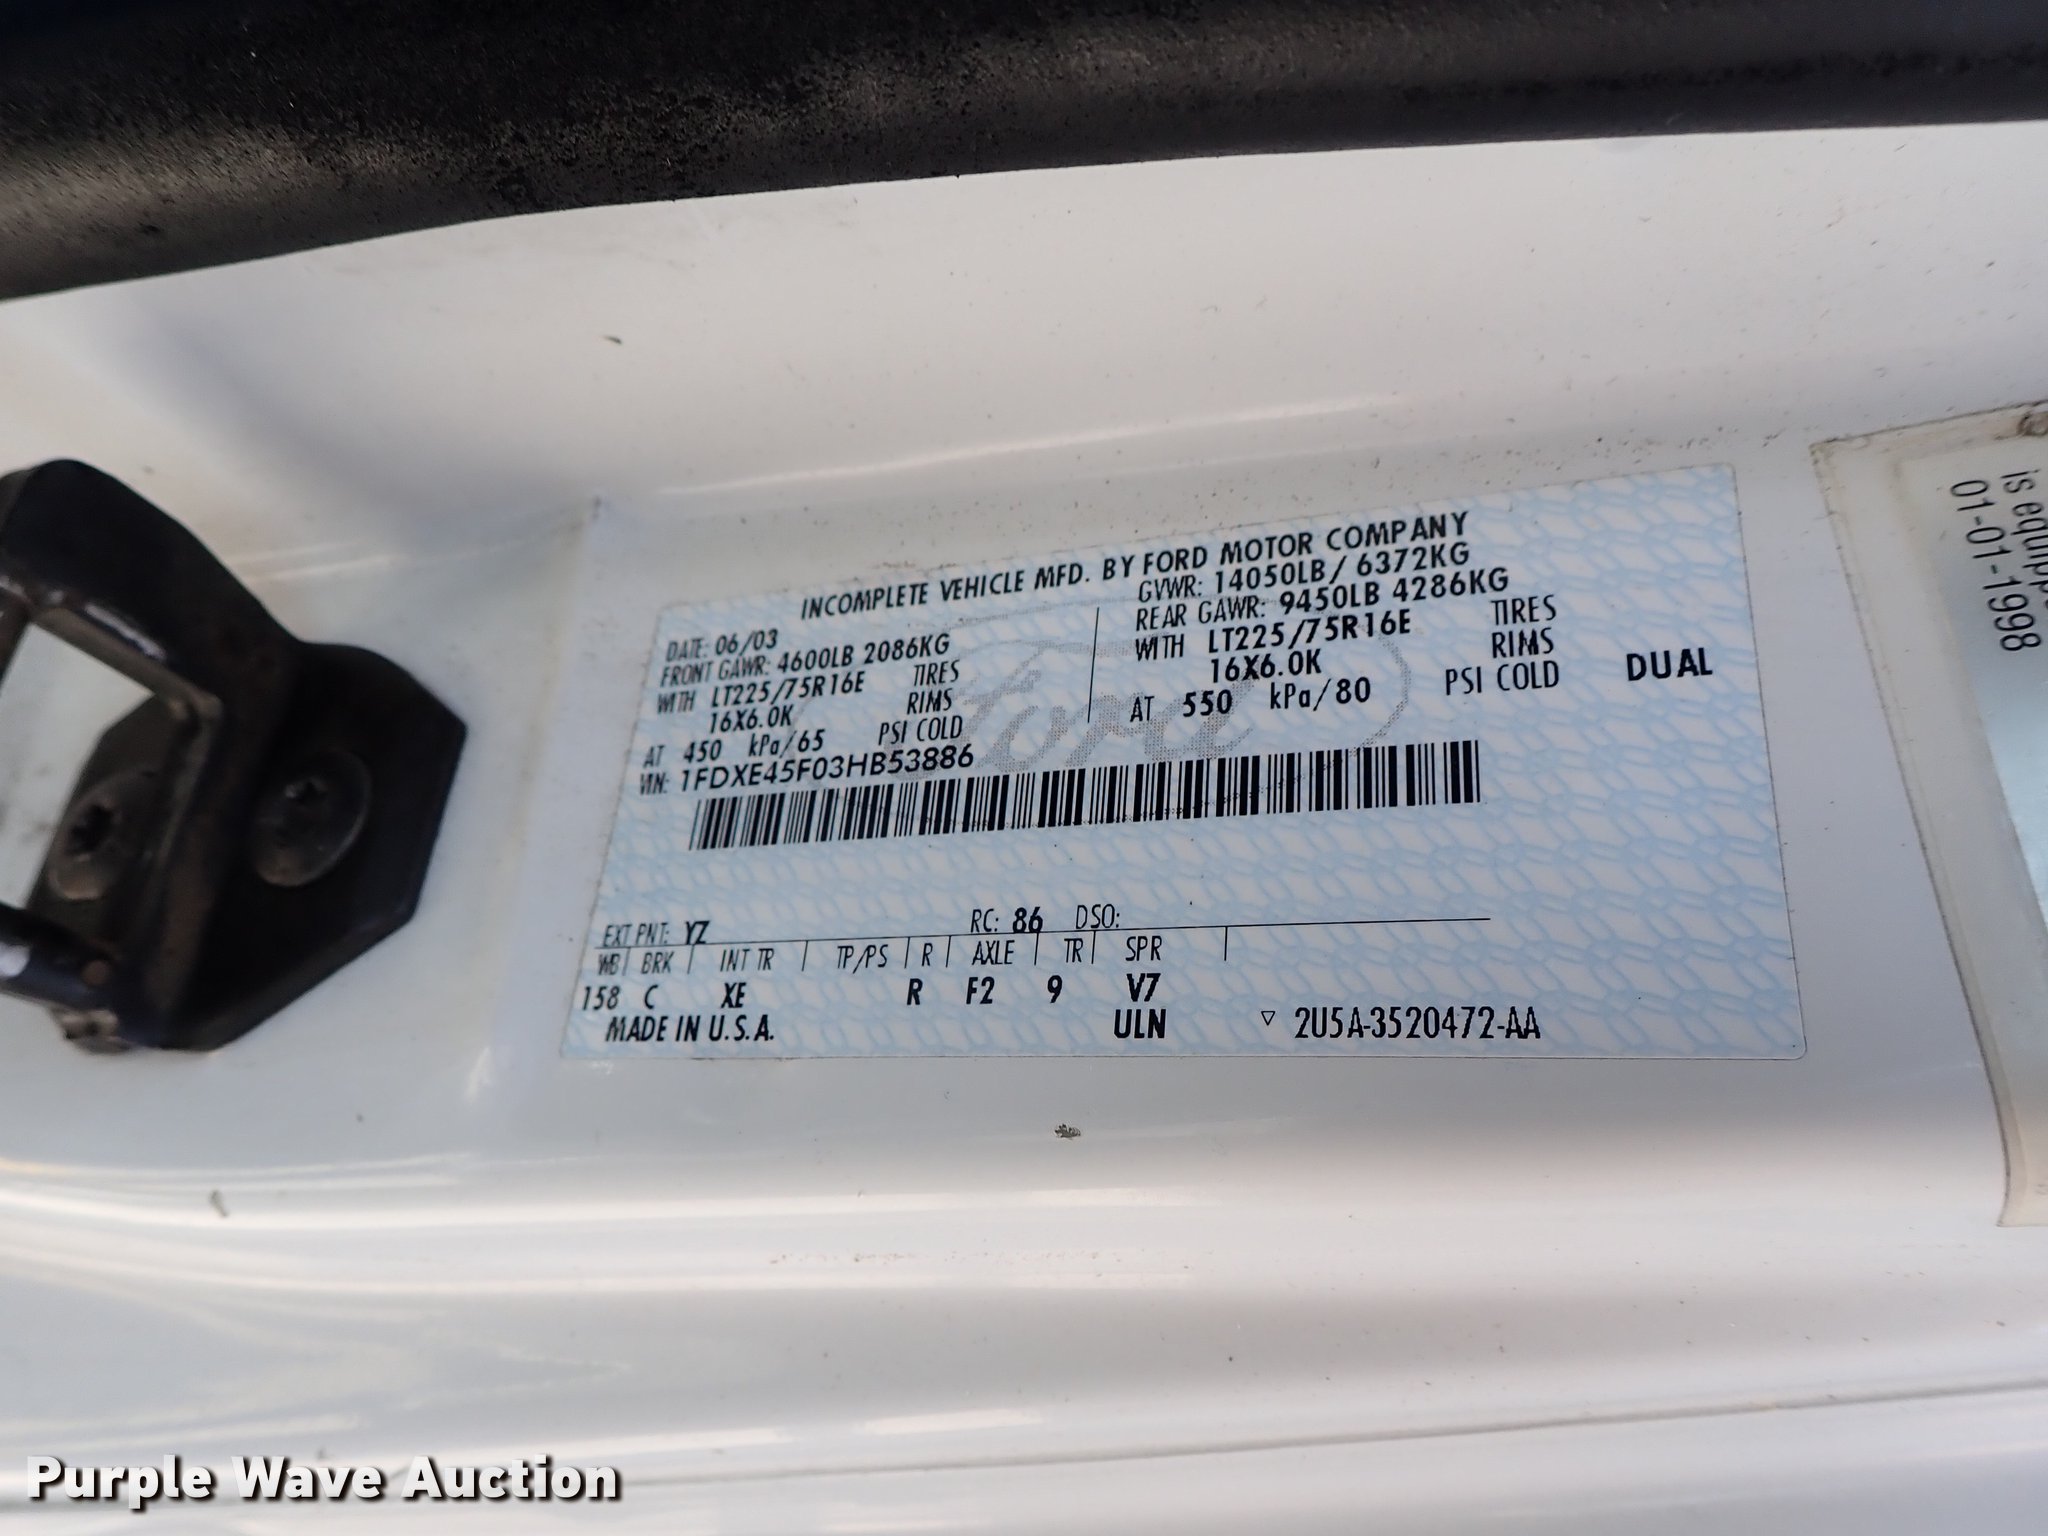 INCOMPLETE VEHICLE MFD. BY FORD MOTOR COMPANY
DATE: 06/03
GVWR: 14050LB/ 6372KG
FRONT GAWR: 4600LB 2086KG
REAR GAWR: 9450LB 4286KG
WITH LT225/75R16E TIRES
16X6.0K RIMS
AT 450 kPa/65 PSI COLD
WITH LT225/75R16E TIRES
16X6.0K RIMS
AT 550 kPa/80 PSI COLD
DUAL
Ford
VIN: 1FDXE45F03HB53886
EXT PNT: YZ RC: 86 DSO:
WB BRK INT TR TP/PS R AXLE TR SPR
158 C XE R F2 9 V7
MADE IN U.S.A. ULN ▽ 2U5A-3520472-AA
is equippe
01-01-1998
Purple Wave Auction